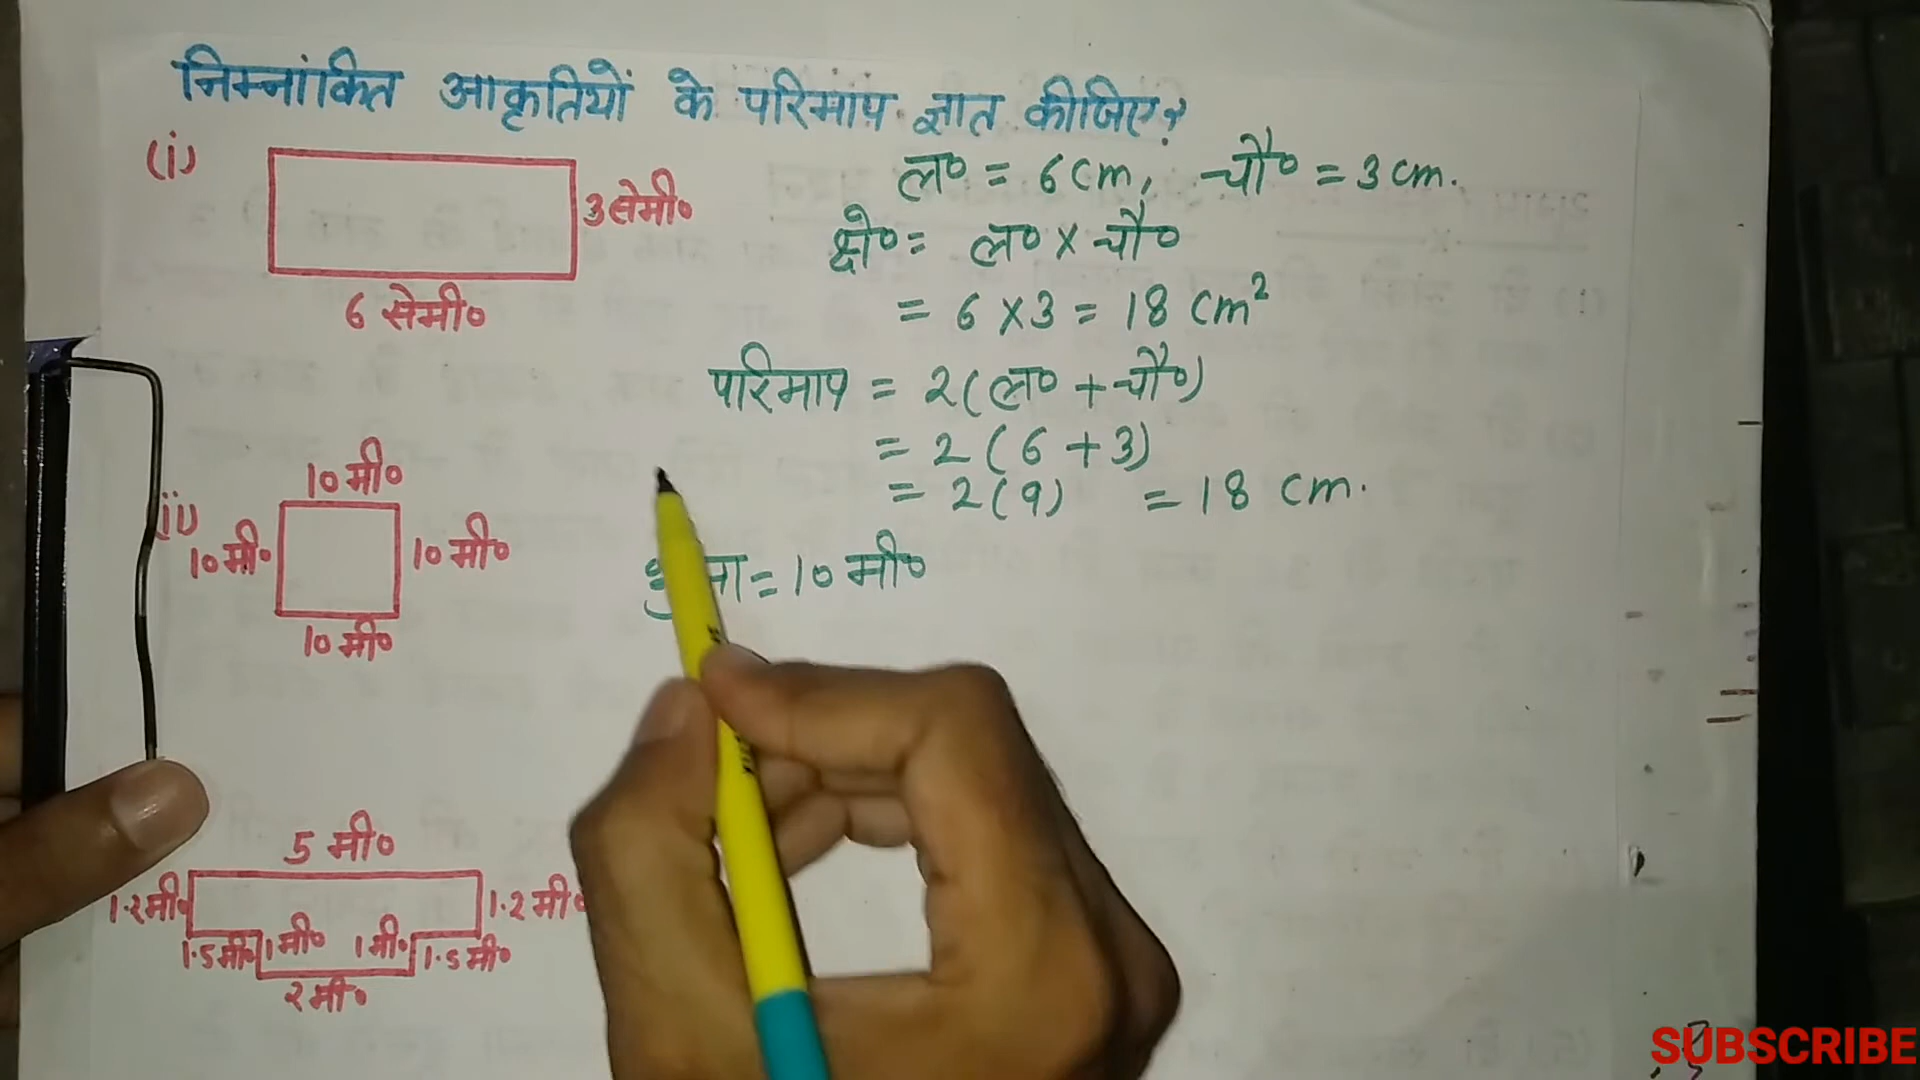 निम्नांकित आकृतियों के परिमाप ज्ञात कीजिए?
(i)
3 सेमी०
6 सेमी०
ल० = 6 cm, चौ० = 3 cm.
क्षे० = ल० × चौ०
= 6 × 3 = 18 cm²
परिमाप = 2(ल० + चौ०)
= 2 (6 + 3)
= 2 (9) = 18 cm.
(ii)
10 मी०
10 मी०
10 मी०
10 मी०
= 10 मी०
5 मी०
1.2 मी०
1.2 मी०
1.5 मी०
1 मी०
1 मी०
1.5 मी०
2 मी०
SUBSCRIBE